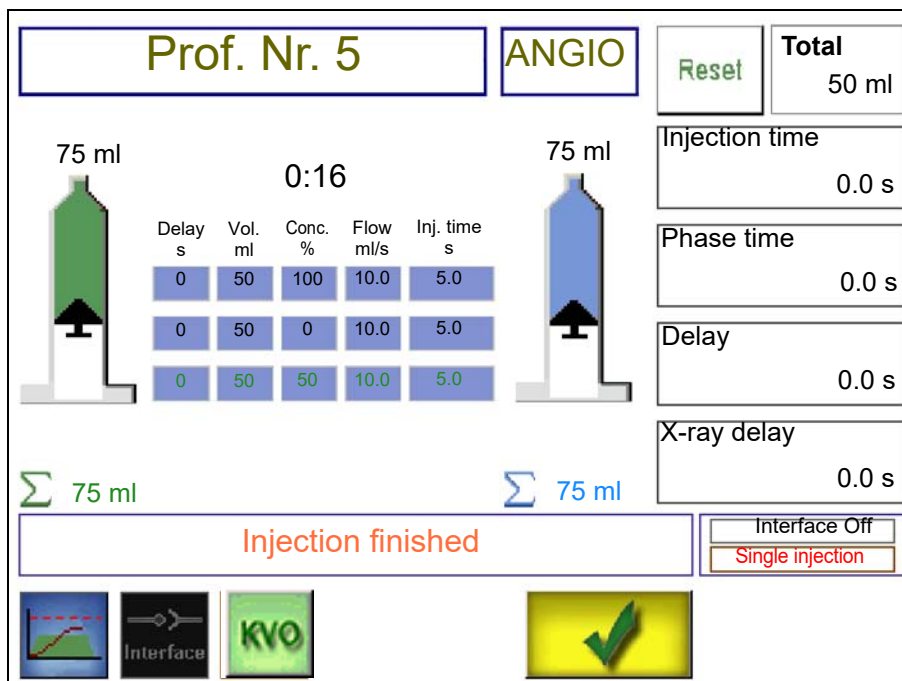 Prof. Nr. 5
ANGIO
Reset
Total
50 ml
75 ml
0:16
75 ml
Delay Vol. Conc. Flow Inj. time
s ml % ml/s s
0 50 100 10.0 5.0
0 50 0 10.0 5.0
0 50 50 10.0 5.0
Injection time
0.0 s
Phase time
0.0 s
Delay
0.0 s
X-ray delay
0.0 s
Σ 75 ml
Σ 75 ml
Injection finished
Interface Off
Single injection
Interface
KVO